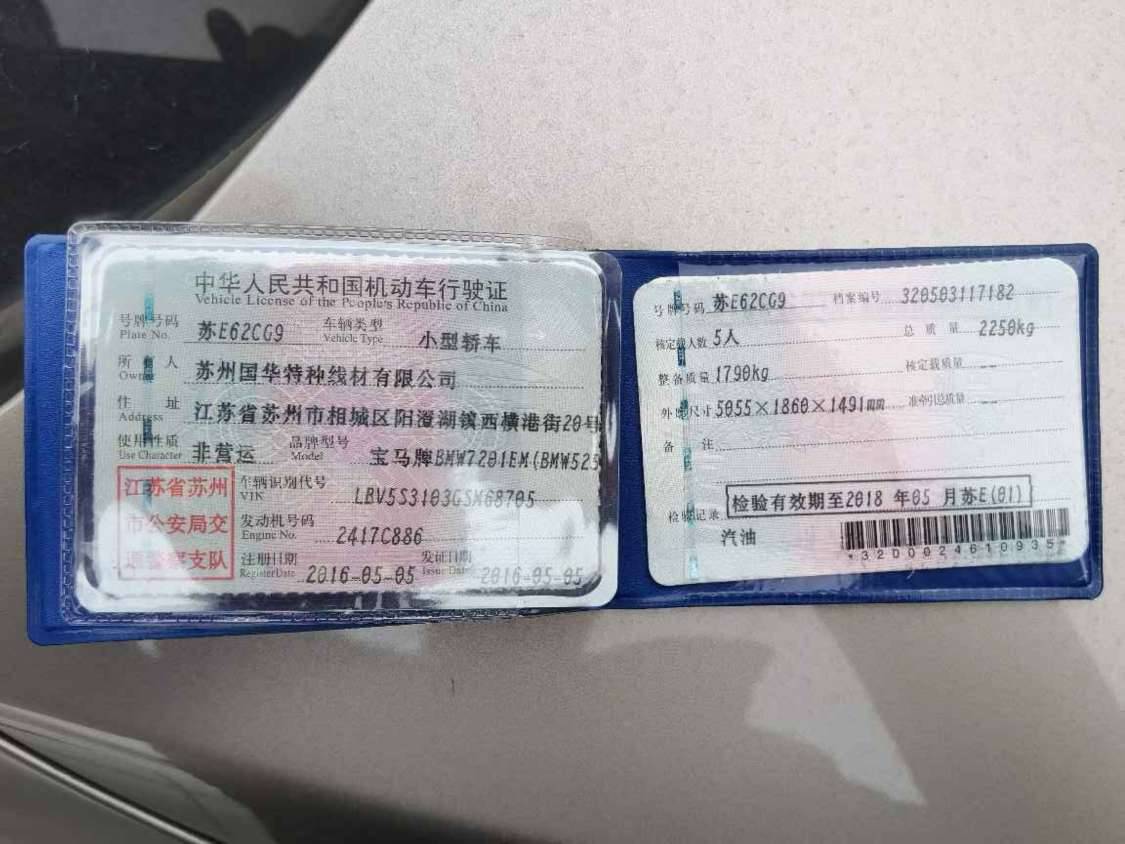 中华人民共和国机动车行驶证
Vehicle License of the People's Republic of China
号牌号码 苏E62CG9 车辆类型 小型轿车
Plate No. Vehicle Type
所有人 苏州国华特种线材有限公司
Owner
住址 江苏省苏州市相城区阳澄湖镇西横港街20号
Address
使用性质 非营运 品牌型号 宝马牌BMW7201EM(BMW525
Use Character Model
江苏省苏州
市公安局交
通警察支队
车辆识别代号 LBV5S3103GSM68705
VIN
发动机号码 2417C886
Engine No.
注册日期 2016-05-05 发证日期 2016-05-05
Register Date Issue Date
号牌号码 苏E62CG9 档案编号 320503117182
核定载人数 5人 总质量 2250kg
整备质量 1790kg 核定载质量 --
外廓尺寸 5055×1860×1491mm 准牵引总质量 --
备注
检验记录 检验有效期至2018年05月苏E(01)
汽油
*3200024610935*